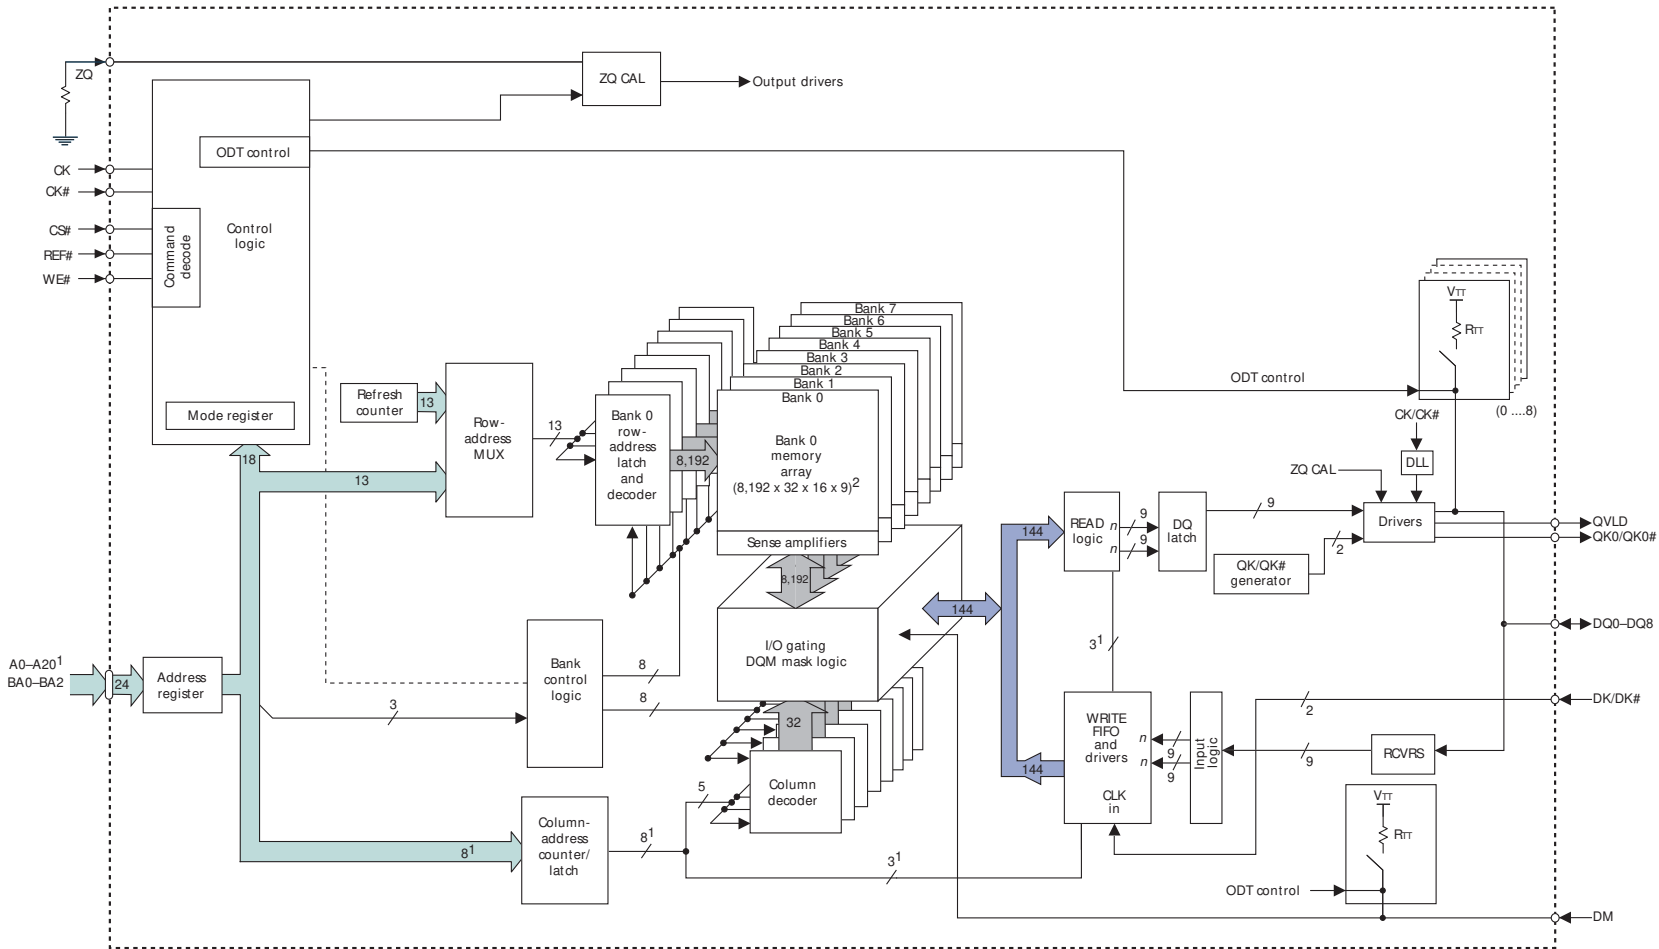 ZQ
ZQ CAL
Output drivers
ODT control
CK
CK#
CS#
REF#
WE#
Command
decode
Control
logic
Mode register
Refresh
counter
13
Row-
address
MUX
13
18
13
Bank 0
row-
address
latch
and
decoder
8,192
Bank 7
Bank 6
Bank 5
Bank 4
Bank 3
Bank 2
Bank 1
Bank 0
Bank 0
memory
array
(8,192 x 32 x 16 x 9)2
Sense amplifiers
8,192
I/O gating
DQM mask logic
32
Column
decoder
5
A0–A201
BA0–BA2
24
Address
register
3
Bank
control
logic
8
8
Column-
address
counter/
latch
81
81
31
144
144
144
READ
logic
n
n
9
9
DQ
latch
9
31
WRITE
FIFO
and
drivers
n
n
CLK
in
9
9
Input
logic
9
RCVRS
2
QK/QK#
generator
2
ZQ CAL
CK/CK#
DLL
Drivers
ODT control
VTT
RTT
(0 ....8)
QVLD
QK0/QK0#
DQ0–DQ8
DK/DK#
VTT
RTT
ODT control
DM